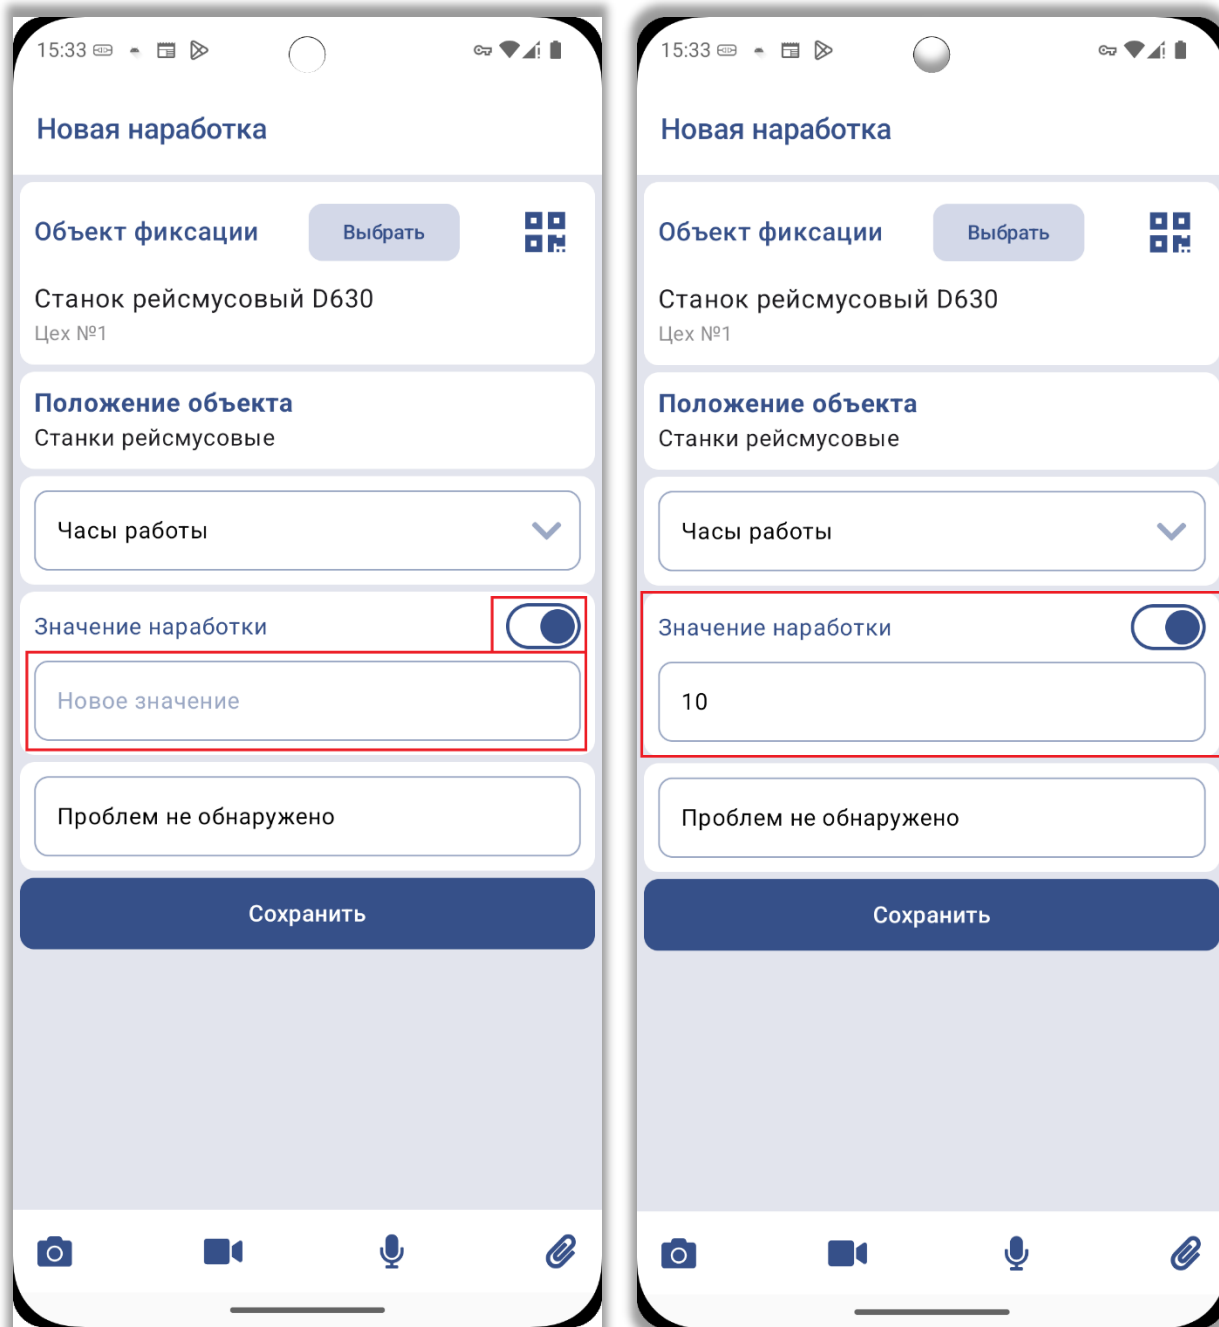 15:33
Новая наработка
Объект фиксации
Выбрать
Станок рейсмусовый D630
Цех №1
Положение объекта
Станки рейсмусовые
Часы работы
Значение наработки
Новое значение
Проблем не обнаружено
Сохранить
15:33
Новая наработка
Объект фиксации
Выбрать
Станок рейсмусовый D630
Цех №1
Положение объекта
Станки рейсмусовые
Часы работы
Значение наработки
10
Проблем не обнаружено
Сохранить